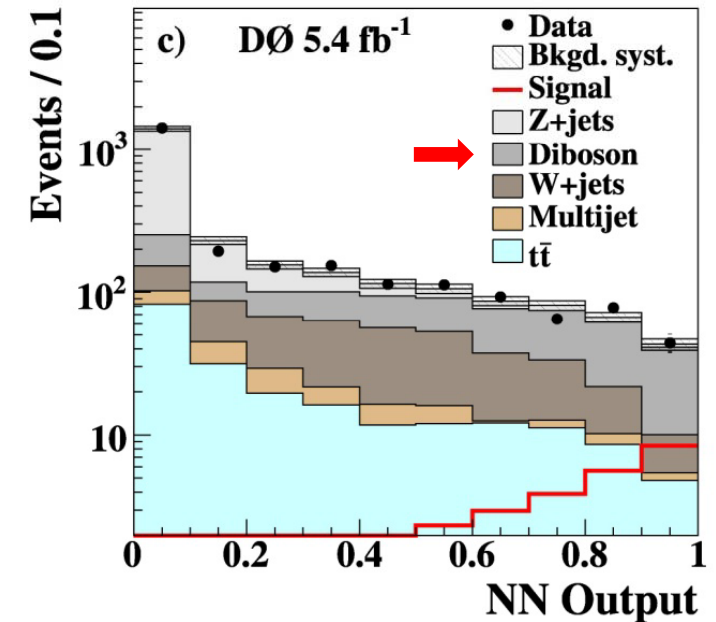 c) DØ 5.4 fb⁻¹
Data
Bkgd. syst.
Signal
Z+jets
Diboson
W+jets
Multijet
tt̄
Events / 0.1
10³
10²
10
0 0.2 0.4 0.6 0.8 1
NN Output